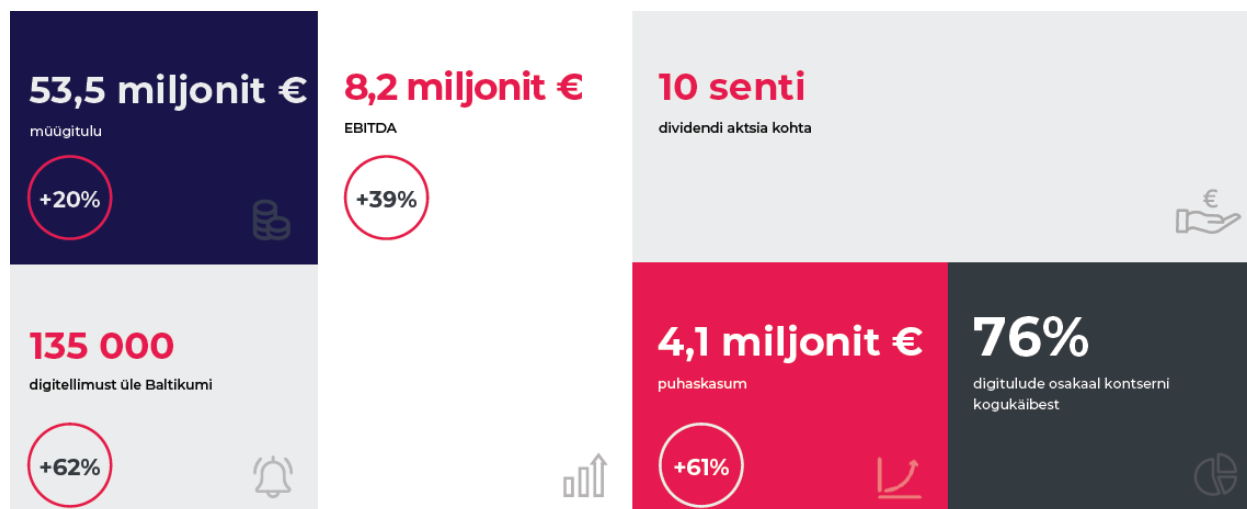 53,5 miljonit €
müügitulu
+20%
8,2 miljonit €
EBITDA
+39%
10 senti
dividendi aktsia kohta
€
135 000
digitellimust üle Baltikumi
+62%
4,1 miljonit €
puhaskasum
+61%
76%
digitulude osakaal kontserni
kogukäibest